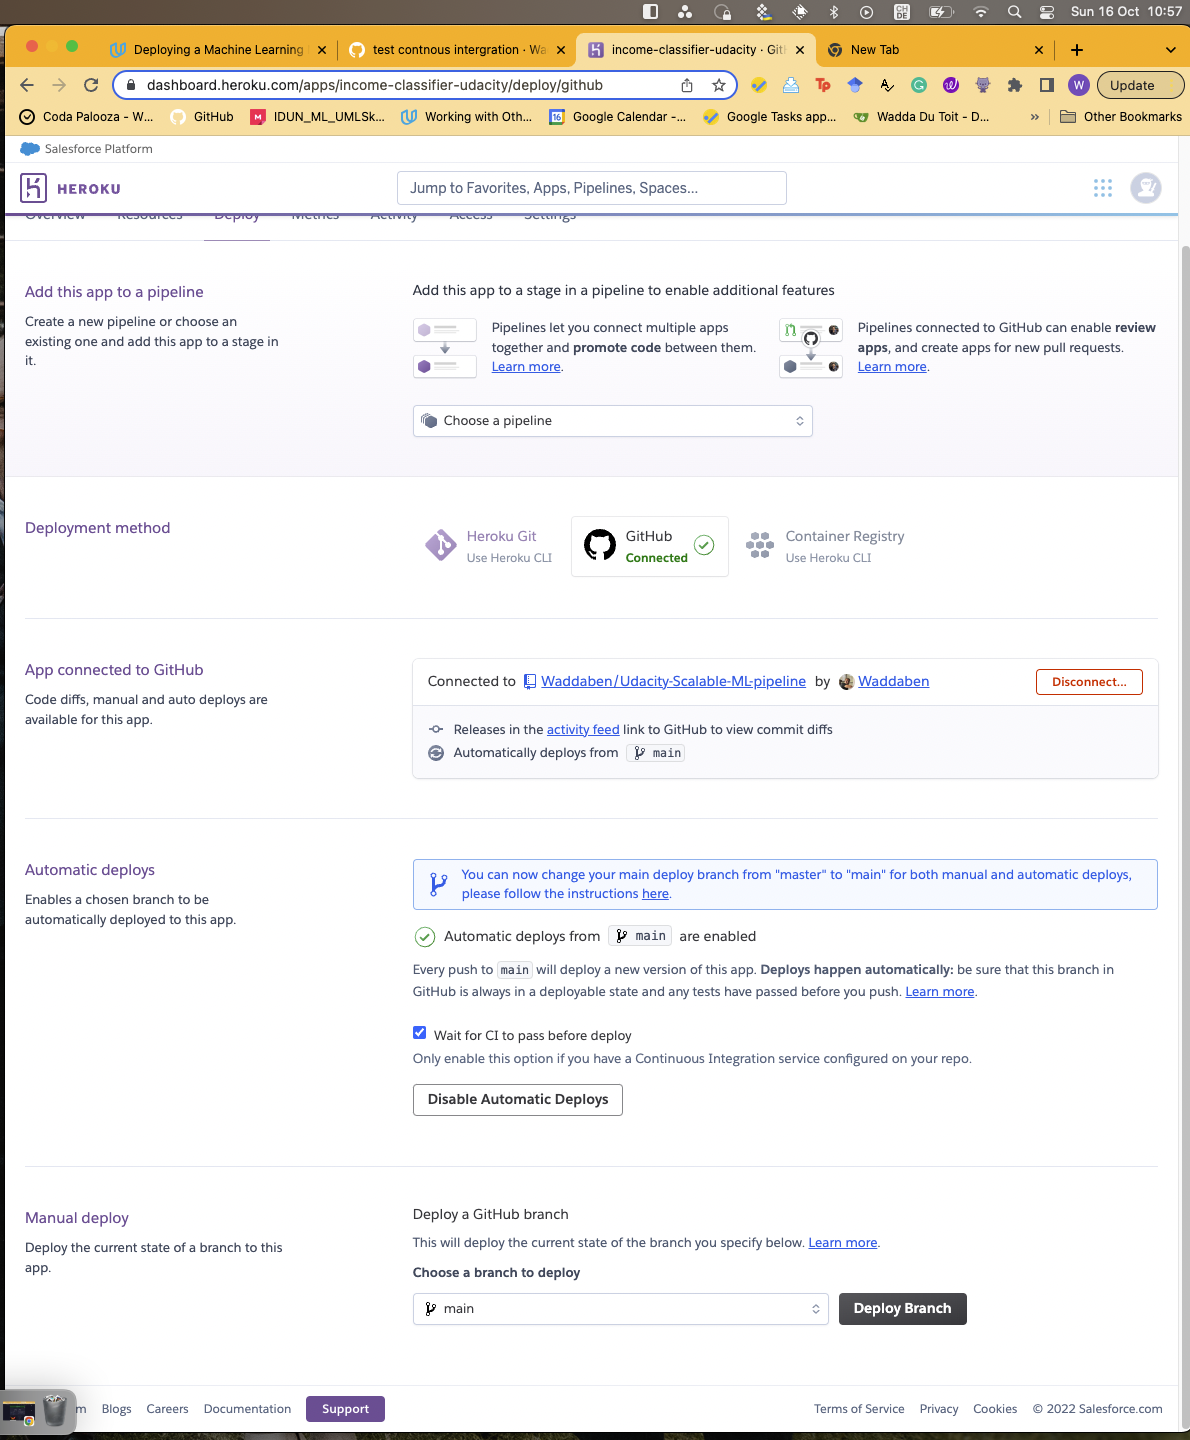 CH
DE
Sun 16 Oct 10:57
Deploying a Machine Learning
test contnous intergration · Wa
income-classifier-udacity · Git
New Tab
dashboard.heroku.com/apps/income-classifier-udacity/deploy/github
Tp
W
Update
Coda Palooza - W...
GitHub
M
IDUN_ML_UMLSk...
Working with Oth...
16
Google Calendar -...
Google Tasks app...
Wadda Du Toit - D...
»
Other Bookmarks
Salesforce Platform
HEROKU
Jump to Favorites, Apps, Pipelines, Spaces...
Overview
Resources
Deploy
Metrics
Activity
Access
Settings
Add this app to a pipeline
Create a new pipeline or choose an
existing one and add this app to a stage in
it.
Add this app to a stage in a pipeline to enable additional features
Pipelines let you connect multiple apps
together and promote code between them.
Learn more.
Pipelines connected to GitHub can enable review
apps, and create apps for new pull requests.
Learn more.
Choose a pipeline
Deployment method
Heroku Git
Use Heroku CLI
GitHub
Connected
Container Registry
Use Heroku CLI
App connected to GitHub
Code diffs, manual and auto deploys are
available for this app.
Connected to Waddaben/Udacity-Scalable-ML-pipeline by Waddaben
Disconnect...
Releases in the activity feed link to GitHub to view commit diffs
Automatically deploys from main
Automatic deploys
Enables a chosen branch to be
automatically deployed to this app.
You can now change your main deploy branch from "master" to "main" for both manual and automatic deploys,
please follow the instructions here.
Automatic deploys from main are enabled
Every push to main will deploy a new version of this app. Deploys happen automatically: be sure that this branch in
GitHub is always in a deployable state and any tests have passed before you push. Learn more.
Wait for CI to pass before deploy
Only enable this option if you have a Continuous Integration service configured on your repo.
Disable Automatic Deploys
Manual deploy
Deploy the current state of a branch to this
app.
Deploy a GitHub branch
This will deploy the current state of the branch you specify below. Learn more.
Choose a branch to deploy
main
Deploy Branch
m
Blogs
Careers
Documentation
Support
Terms of Service
Privacy
Cookies
© 2022 Salesforce.com